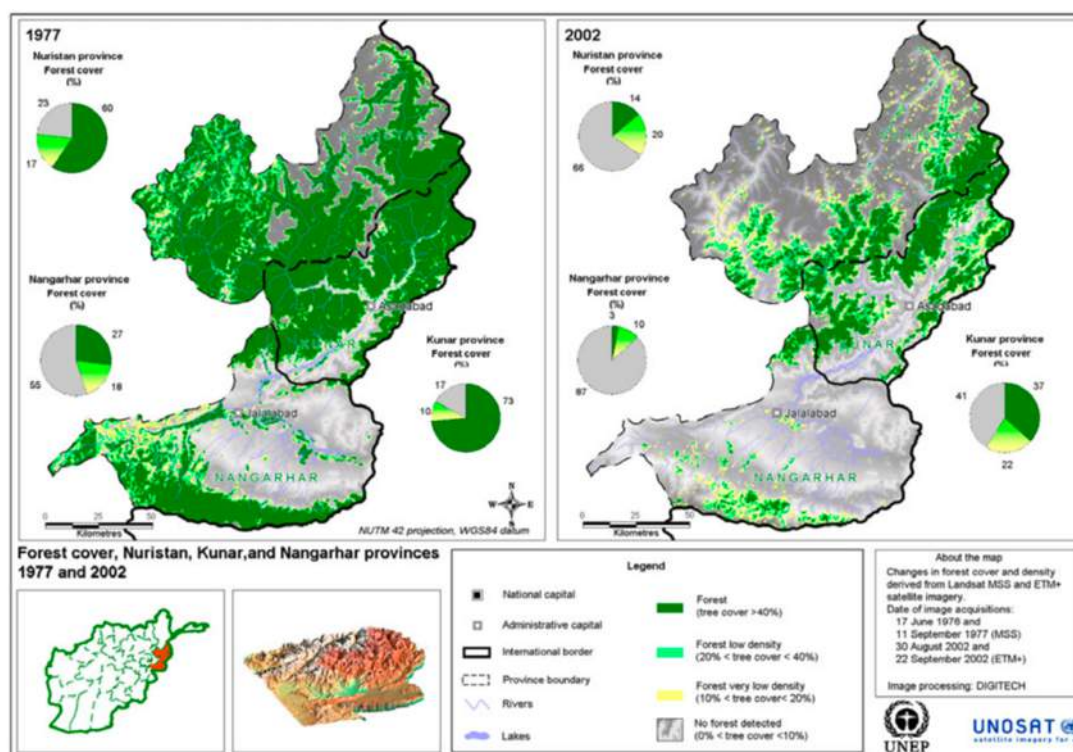 1977
Nuristan province
Forest cover
(%)
23
60
17
Nangarhar province
Forest cover
(%)
27
55
18
Kunar province
Forest cover
(%)
17
10
73
Asadabad
KUNAR
Jalalabad
NANGARHAR
N
W E
S
0 25 50
Kilometres
NUTM 42 projection, WGS84 datum
2002
Nuristan province
Forest cover
(%)
14
20
66
Nangarhar province
Forest cover
(%)
3
10
87
Kunar province
Forest cover
(%)
41
37
22
Asadabad
UNAR
Jalalabad
NANGARHAR
0 25 50
Kilometres
Forest cover, Nuristan, Kunar,and Nangarhar provinces
1977 and 2002
Legend
National capital
Administrative capital
International border
Province boundary
Rivers
Lakes
Forest
(tree cover >40%)
Forest low density
(20% < tree cover < 40%)
Forest very low density
(10% < tree cover< 20%)
No forest detected
(0% < tree cover <10%)
About the map
Changes in forest cover and density
derived from Landsat MSS and ETM+
satellite imagery.
Date of image acquisitions:
17 June 1976 and
11 September 1977 (MSS)
30 August 2002 and
22 September 2002 (ETM+)
Image processing: DIGITECH
UNEP
UNOSAT
satellite imagery for